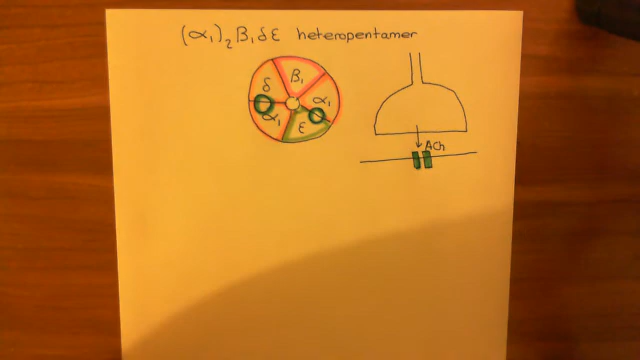 (α₁)₂ β₁ δ ε heteropentamer
β₁
δ
α₁
α₁
ε
ACh